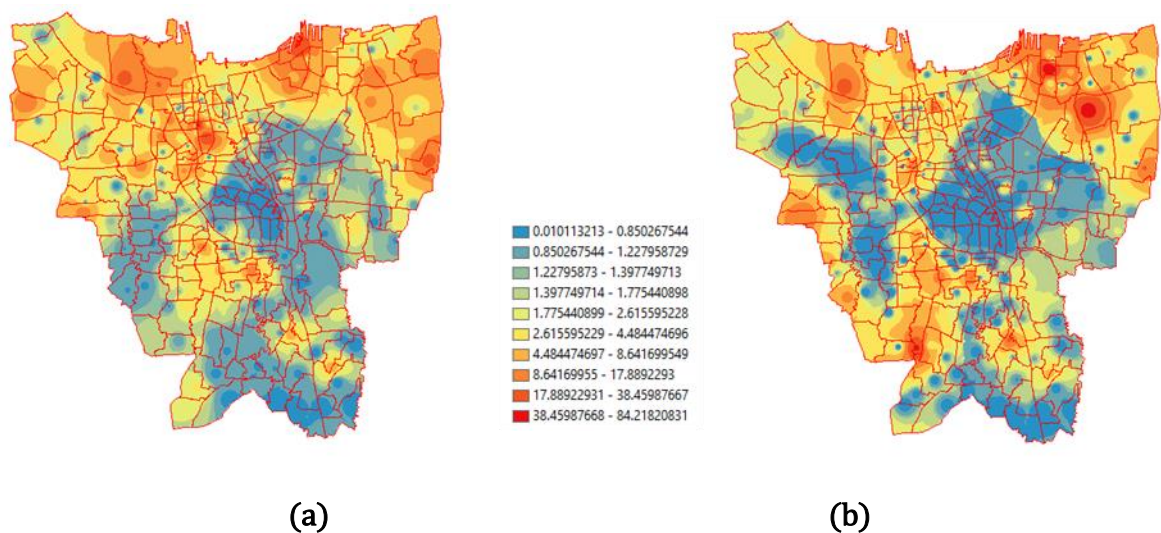 0.010113213 - 0.850267544
0.850267544 - 1.227958729
1.22795873 - 1.397749713
1.397749714 - 1.775440898
1.775440899 - 2.615595228
2.615595229 - 4.484474696
4.484474697 - 8.641699549
8.64169955 - 17.8892293
17.88922931 - 38.45987667
38.45987668 - 84.21820831
(a)
(b)